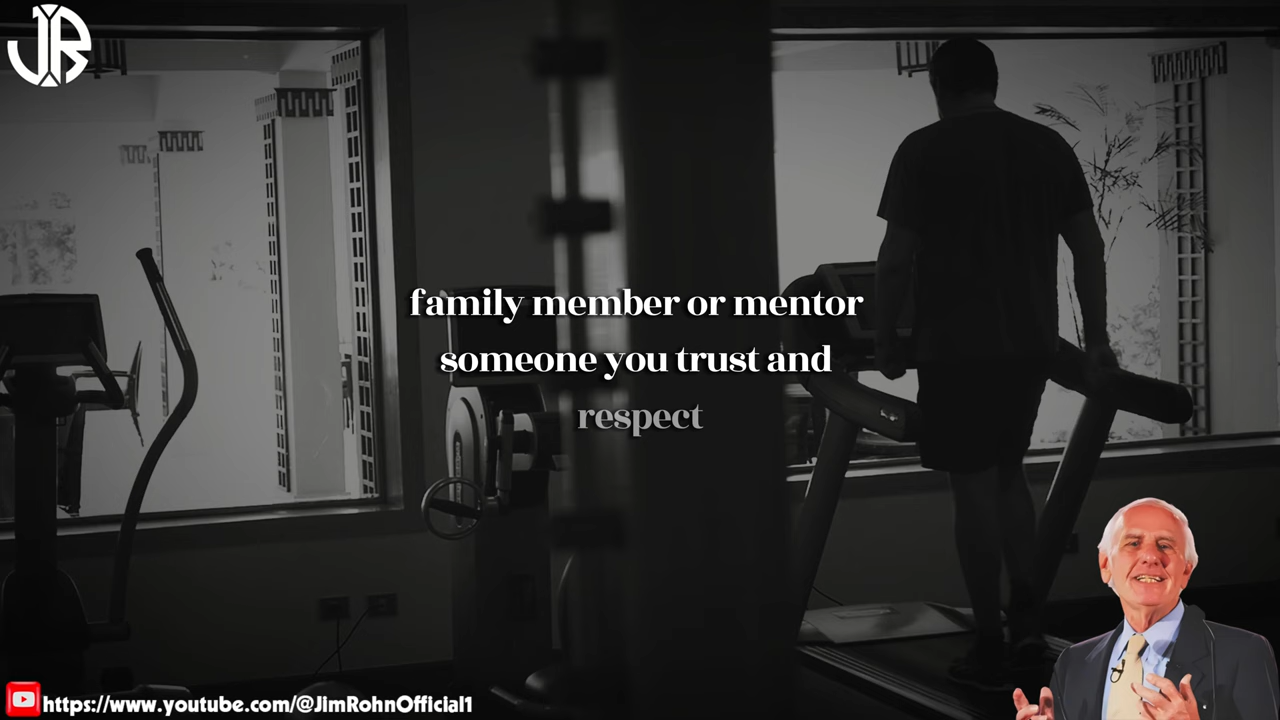 JR
family member or mentor
someone you trust and
respect
https://www.youtube.com/@JimRohnOfficial1